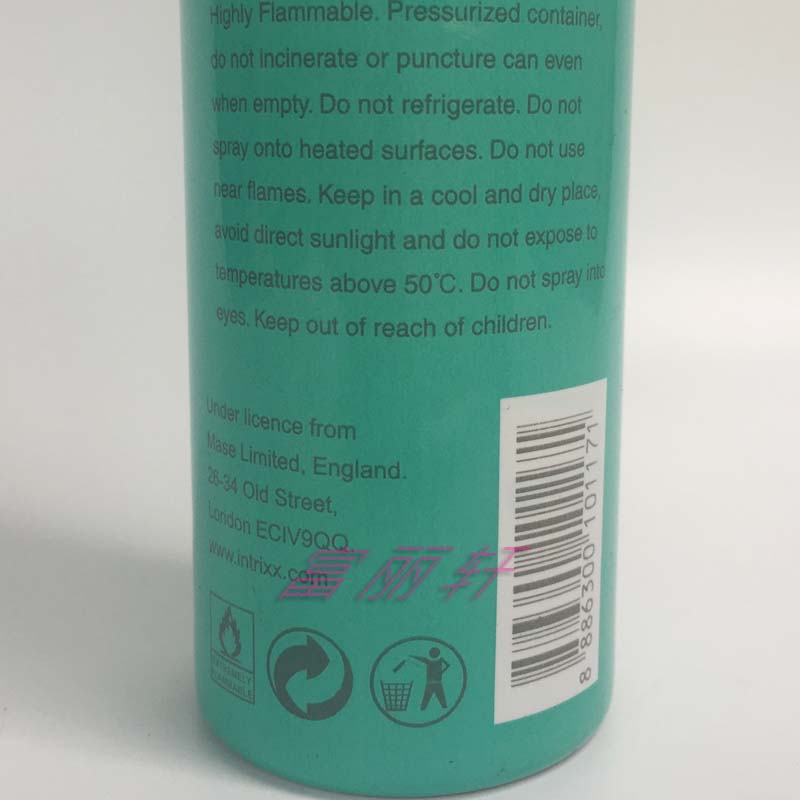 Highly Flammable. Pressurized container,
do not incinerate or puncture can even
when empty. Do not refrigerate. Do not
spray onto heated surfaces. Do not use
near flames. Keep in a cool and dry place,
avoid direct sunlight and do not expose to
temperatures above 50°C. Do not spray into
eyes. Keep out of reach of children.
Under licence from
Mase Limited, England.
26-34 Old Street,
London ECIV9QQ.
www.intrixx.com
富丽轩
EXTREMELY
FLAMMABLE
8 886300 101171